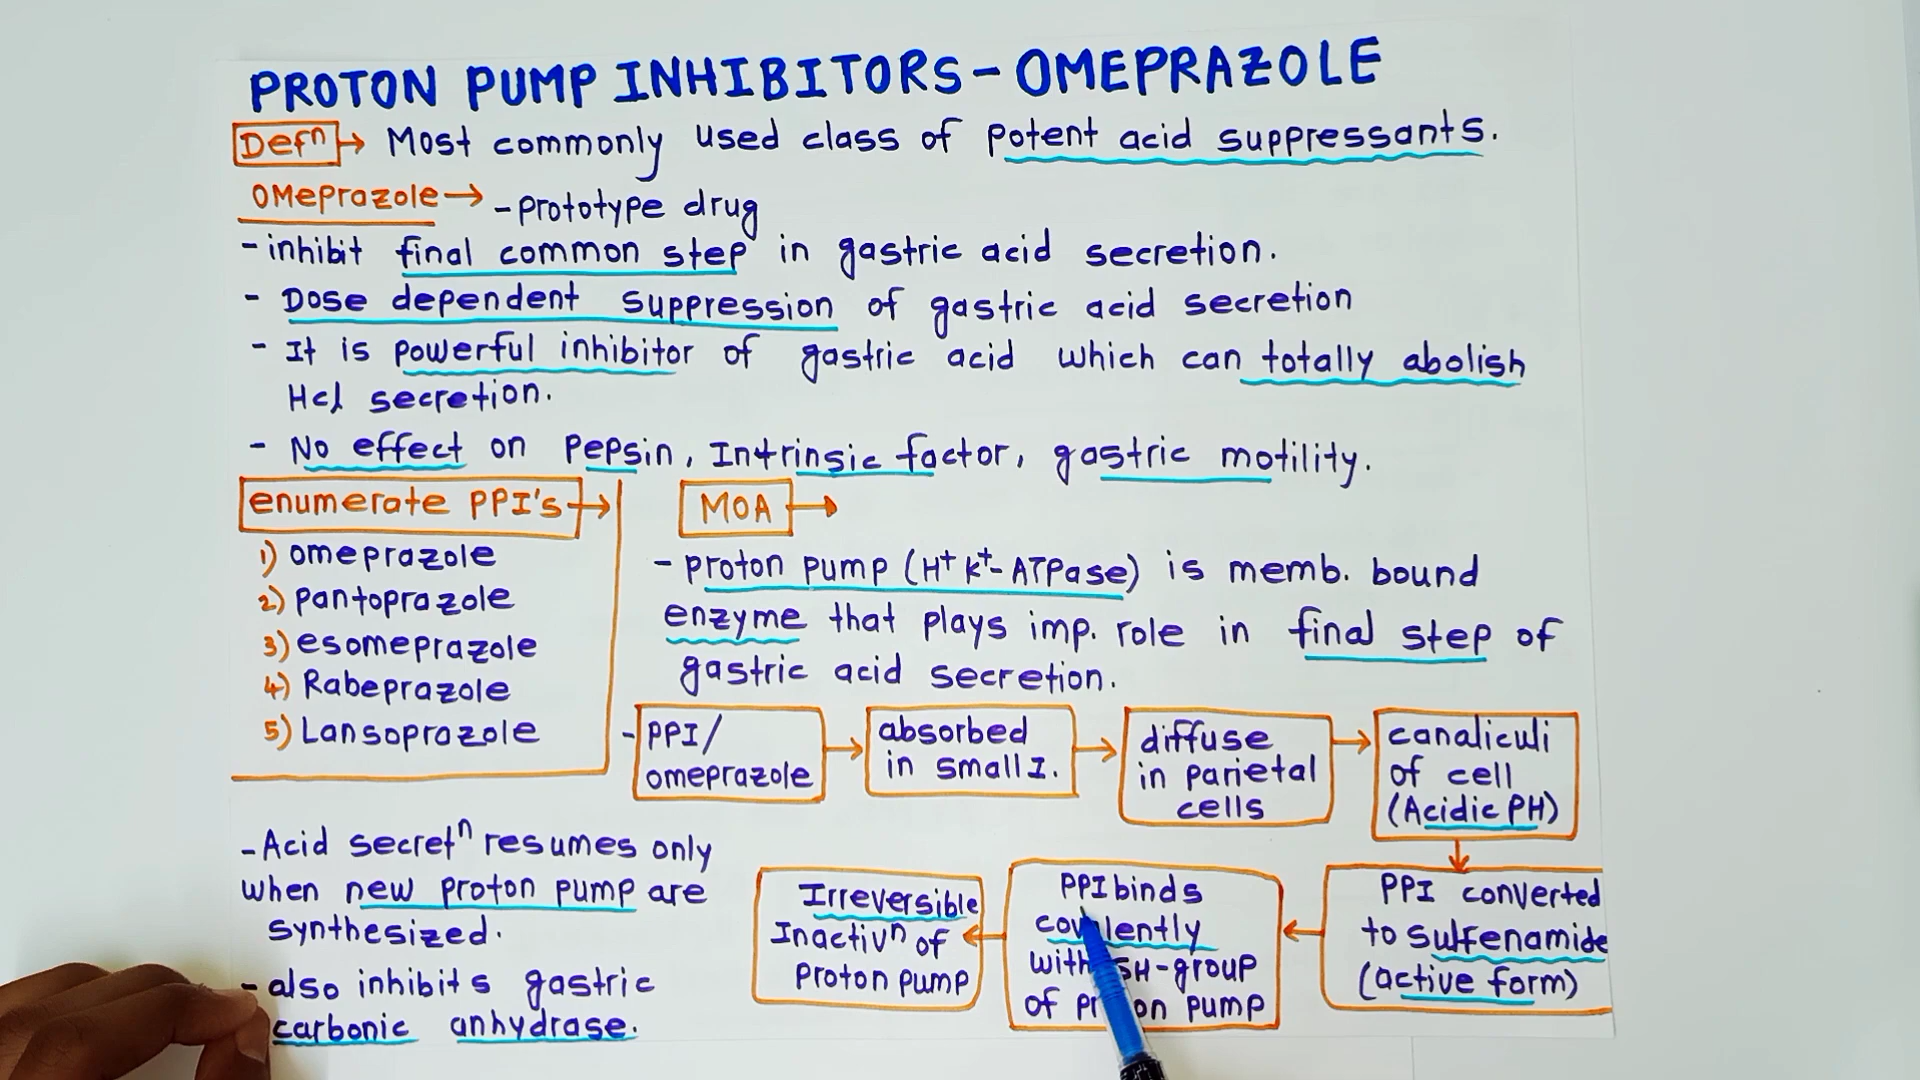 PROTON PUMP INHIBITORS - OMEPRAZOLE
Defⁿ → Most commonly used class of potent acid suppressants.
OMeprazole → - prototype drug
- inhibit final common step in gastric acid secretion.
- Dose dependent suppression of gastric acid secretion
- It is powerful inhibitor of gastric acid which can totally abolish
Hcl secretion.
- No effect on pepsin, Intrinsic factor, gastric motility.
enumerate PPI's →
1) omeprazole
2) pantoprazole
3) esomeprazole
4) Rabeprazole
5) Lansoprazole
MOA →
- proton pump (H⁺ K⁺- ATPase) is memb. bound
enzyme that plays imp. role in final step of
gastric acid secretion.
- PPI/
omeprazole
→ absorbed
in small I.
→ diffuse
in parietal
cells
→ canaliculi
of cell
(Acidic PH)
↓
PPI converted
to sulfenamide
(active form)
← PPI binds
covalently
with SH-group
of proton pump
← Irreversible
Inactivⁿ of
Proton pump
- Acid secretⁿ resumes only
when new proton pump are
synthesized.
- also inhibits gastric
carbonic anhydrase.